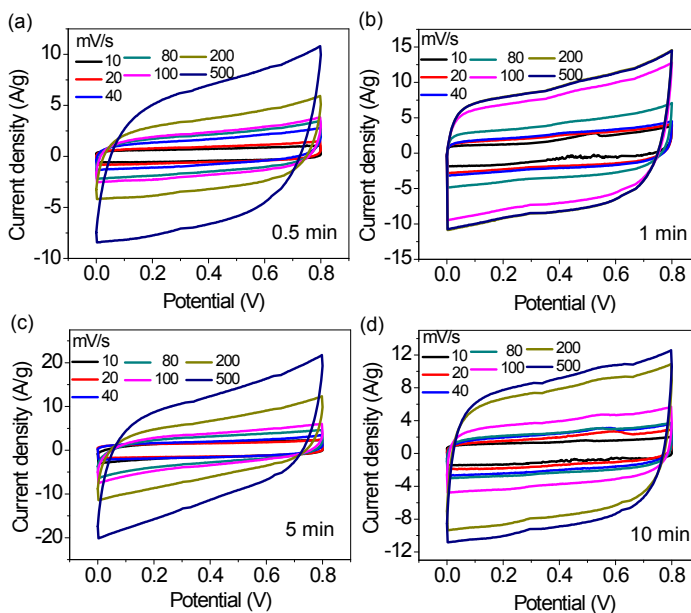 (a)
mV/s
10 80 200
20 100 500
40
10
5
0
-5
-10
0.0 0.2 0.4 0.6 0.8
Current density (A/g)
Potential (V)
0.5 min
(b)
mV/s
10 80 200
20 100 500
40
15
10
5
0
-5
-10
-15
0.0 0.2 0.4 0.6 0.8
Current density (A/g)
Potential (V)
1 min
(c)
mV/s
10 80 200
20 100 500
40
20
10
0
-10
-20
0.0 0.2 0.4 0.6 0.8
Current density (A/g)
Potential (V)
5 min
(d)
mV/s
10 80 200
20 100 500
40
12
8
4
0
-4
-8
-12
0.0 0.2 0.4 0.6 0.8
Current density (A/g)
Potential (V)
10 min